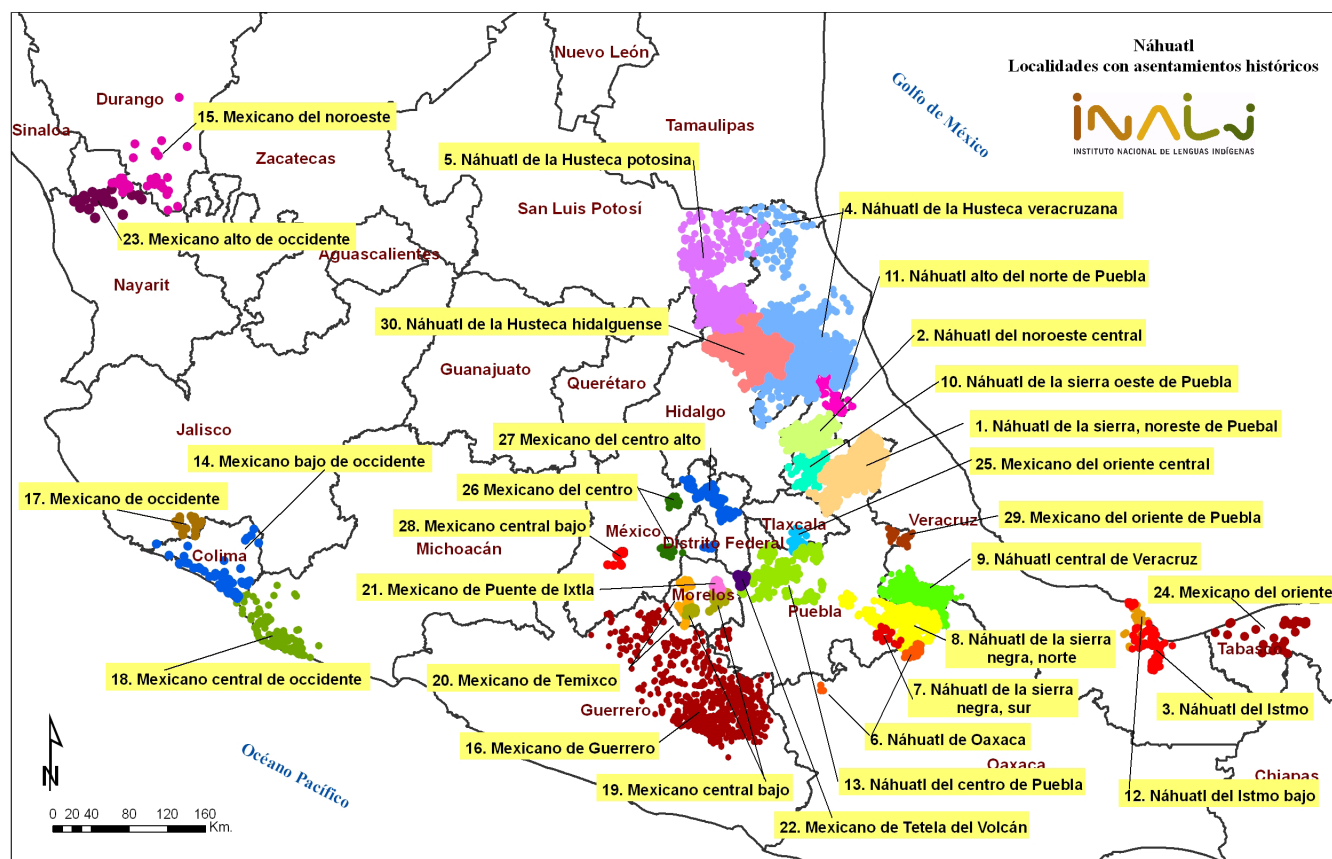 Náhuatl
Localidades con asentamientos históricos
INALI
INSTITUTO NACIONAL DE LENGUAS INDÍGENAS
Nuevo León
Golfo de México
Durango
15. Mexicano del noroeste
Sinaloa
Tamaulipas
Zacatecas
5. Náhuatl de la Husteca potosina
San Luis Potosí
4. Náhuatl de la Husteca veracruzana
23. Mexicano alto de occidente
Aguascalientes
Nayarit
11. Náhuatl alto del norte de Puebla
30. Náhuatl de la Husteca hidalguense
2. Náhuatl del noroeste central
Guanajuato
Querétaro
10. Náhuatl de la sierra oeste de Puebla
Hidalgo
Jalisco
27 Mexicano del centro alto
1. Náhuatl de la sierra, noreste de Puebal
14. Mexicano bajo de occidente
25. Mexicano del oriente central
26 Mexicano del centro
17. Mexicano de occidente
28. Mexicano central bajo
México
Tlaxcala
Veracruz
29. Mexicano del oriente de Puebla
Distrito Federal
Michoacán
Colima
9. Náhuatl central de Veracruz
21. Mexicano de Puente de Ixtla
Morelos
Puebla
24. Mexicano del oriente
8. Náhuatl de la sierra
negra, norte
Tabasco
18. Mexicano central de occidente
20. Mexicano de Temixco
7. Náhuatl de la sierra
negra, sur
3. Náhuatl del Istmo
Guerrero
16. Mexicano de Guerrero
6. Náhuatl de Oaxaca
Oaxaca
Océano Pacífico
N
19. Mexicano central bajo
13. Náhuatl del centro de Puebla
Chiapas
12. Náhuatl del Istmo bajo
22. Mexicano de Tetela del Volcán
0 20 40 80 120 160
Km.